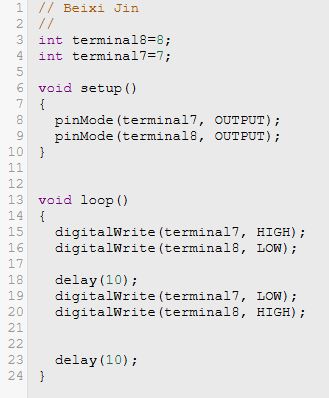 1 // Beixi Jin
2 //
3 int terminal8=8;
4 int terminal7=7;
5
6 void setup()
7 {
8   pinMode(terminal7, OUTPUT);
9   pinMode(terminal8, OUTPUT);
10 }
11
12
13 void loop()
14 {
15   digitalWrite(terminal7, HIGH);
16   digitalWrite(terminal8, LOW);
17
18   delay(10);
19   digitalWrite(terminal7, LOW);
20   digitalWrite(terminal8, HIGH);
21
22
23   delay(10);
24 }